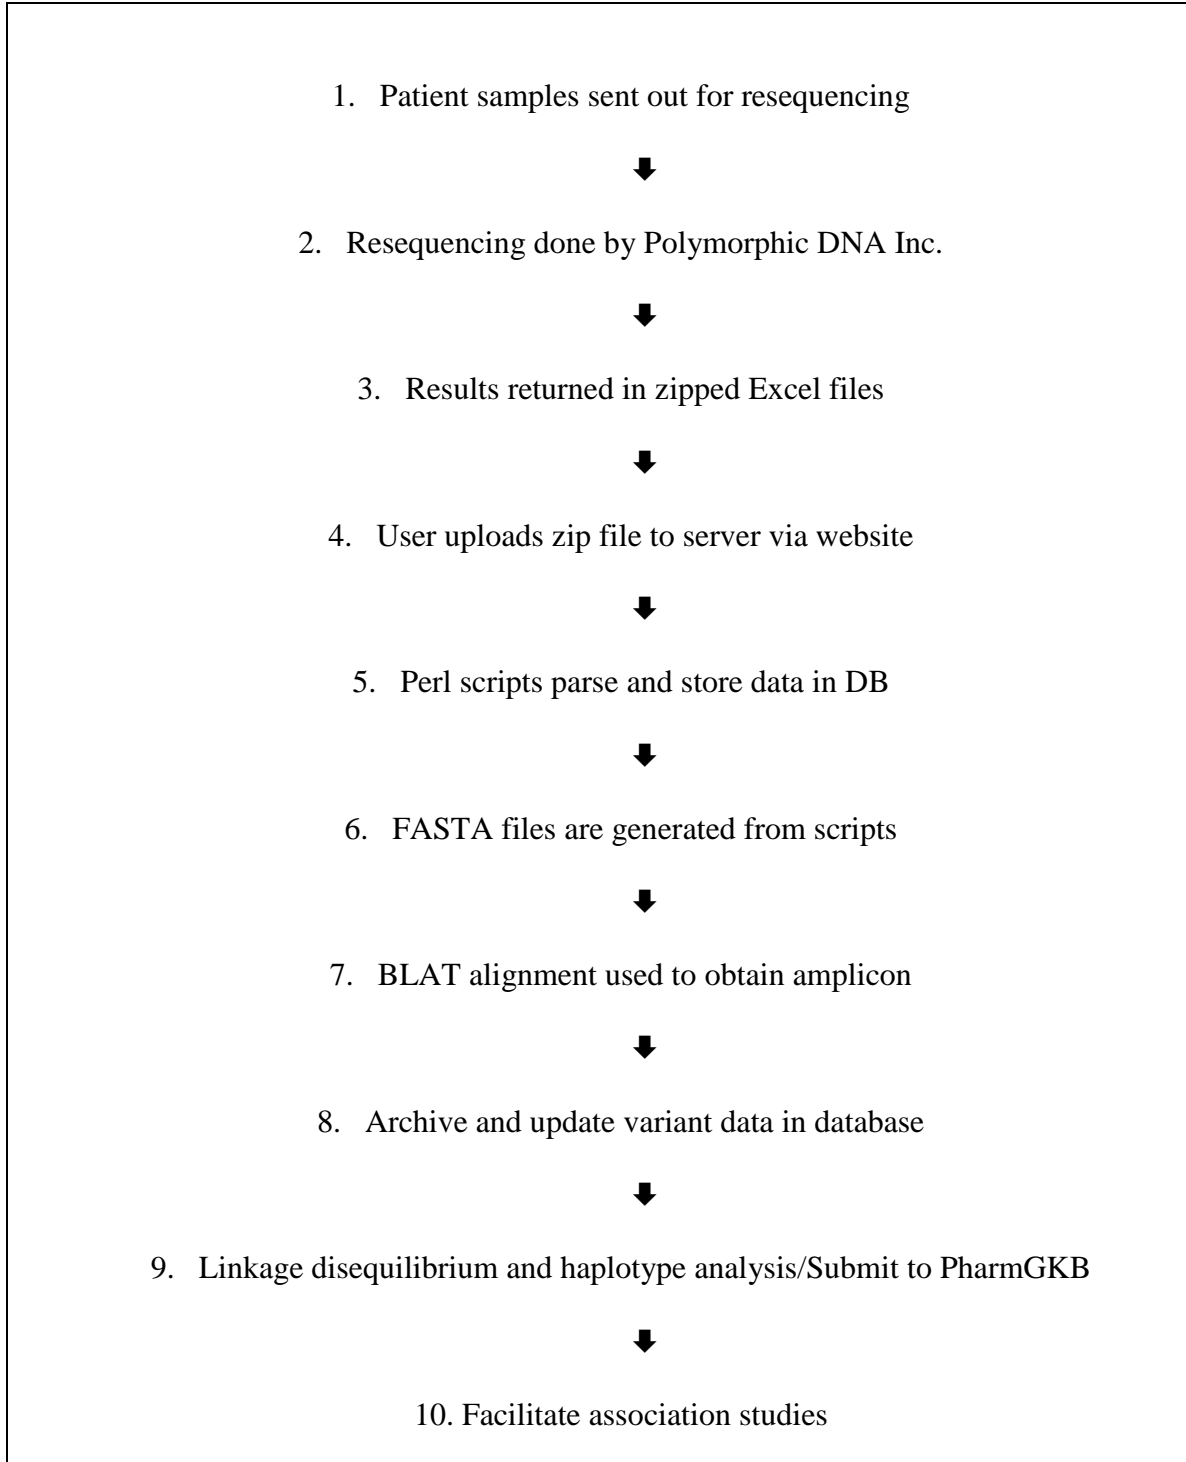 1. Patient samples sent out for resequencing
2. Resequencing done by Polymorphic DNA Inc.
3. Results returned in zipped Excel files
4. User uploads zip file to server via website
5. Perl scripts parse and store data in DB
6. FASTA files are generated from scripts
7. BLAT alignment used to obtain amplicon
8. Archive and update variant data in database
9. Linkage disequilibrium and haplotype analysis/Submit to PharmGKB
10. Facilitate association studies